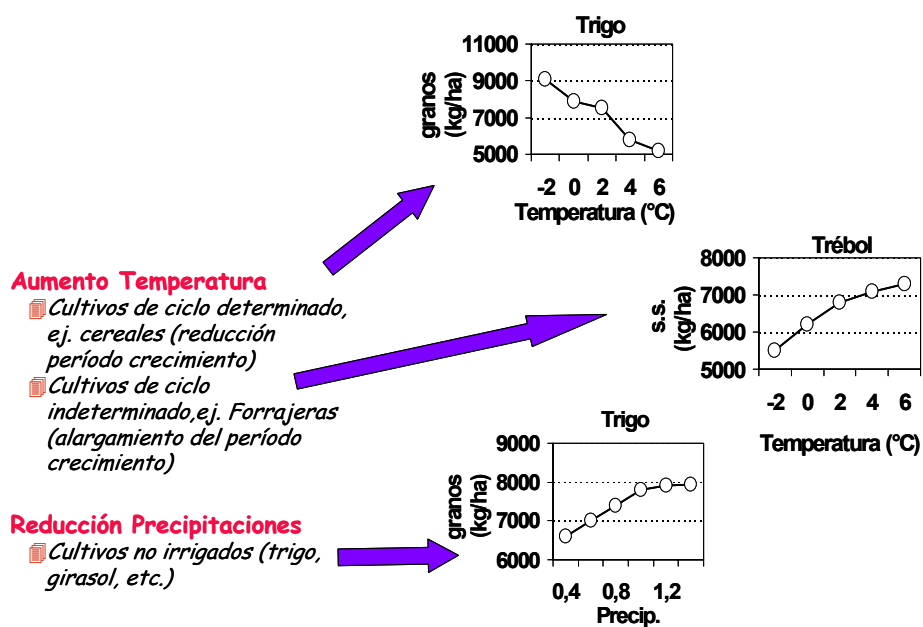 Trigo
11000
9000
7000
5000
granos
(kg/ha)
-2 0 2 4 6
Temperatura (°C)
Aumento Temperatura
Cultivos de ciclo determinado,
ej. cereales (reducción
período crecimiento)
Cultivos de ciclo
indeterminado,ej. Forrajeras
(alargamiento del período
crecimiento)
Trébol
8000
7000
6000
5000
s.s.
(kg/ha)
-2 0 2 4 6
Temperatura (°C)
Reducción Precipitaciones
Cultivos no irrigados (trigo,
girasol, etc.)
Trigo
9000
8000
7000
6000
granos
(kg/ha)
0,4 0,8 1,2
Precip.